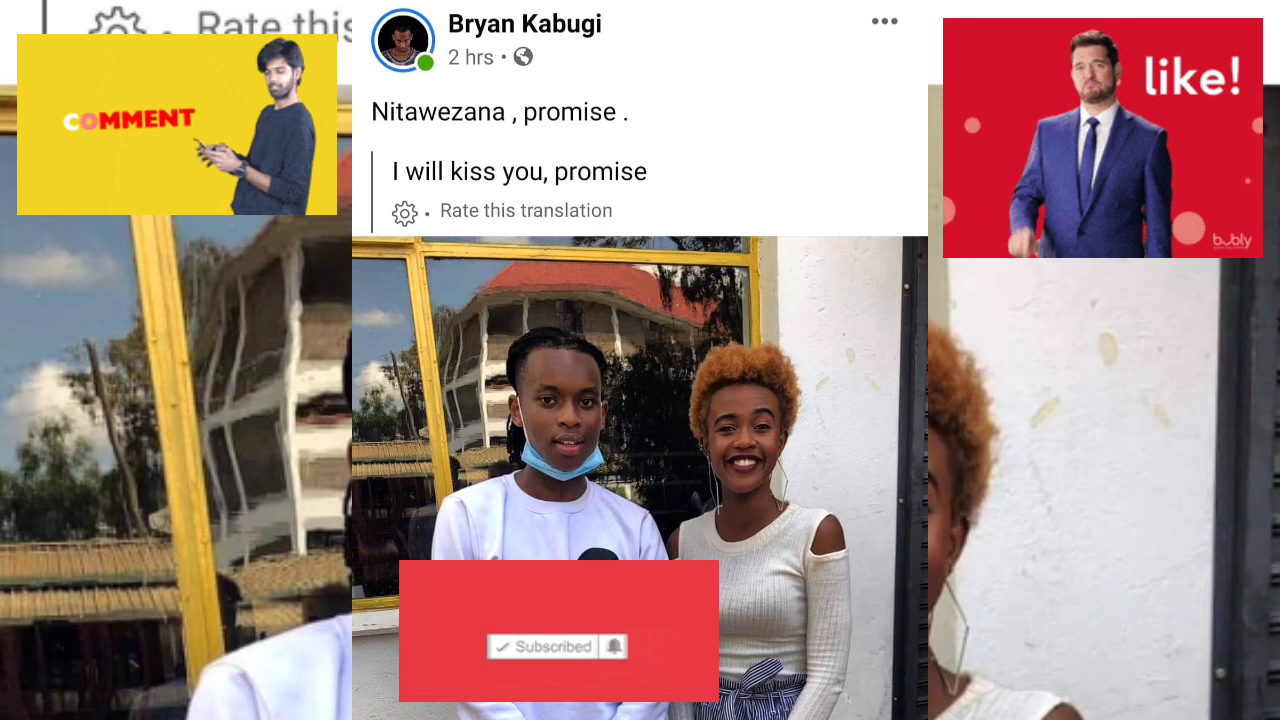 Rate this
COMMENT
Bryan Kabugi
2 hrs
Nitawezana , promise .
I will kiss you, promise
Rate this translation
like!
bubly
Subscribed